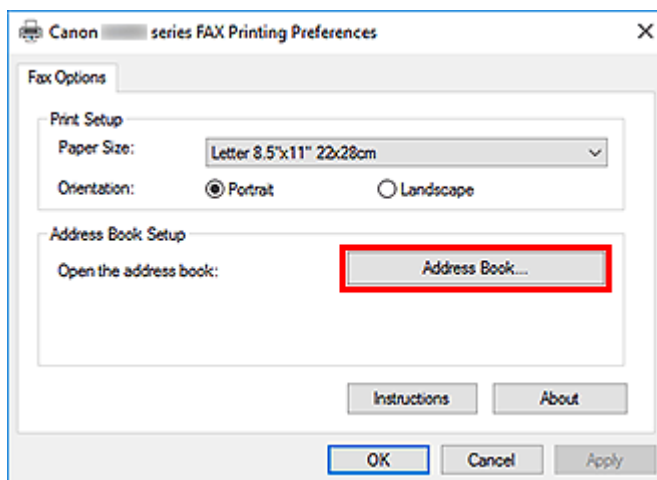 Canon series FAX Printing Preferences
Fax Options
Print Setup
Paper Size: Letter 8.5"x11" 22x28cm
Orientation: Portrait Landscape
Address Book Setup
Open the address book: Address Book...
Instructions About
OK Cancel Apply